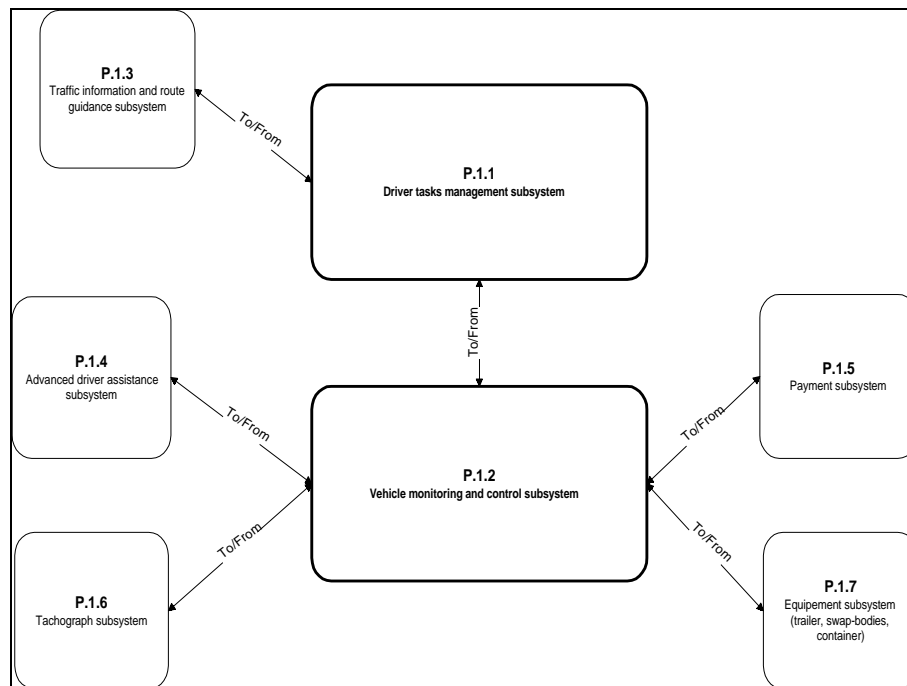 P.1.3
Traffic information and route
guidance subsystem
To/From
P.1.1
Driver tasks management subsystem
To/From
P.1.4
Advanced driver assistance
subsystem
To/From
P.1.5
Payment subsystem
To/From
P.1.2
Vehicle monitoring and control subsystem
To/From
To/From
P.1.6
Tachograph subsystem
P.1.7
Equipement subsystem
(trailer, swap-bodies,
container)